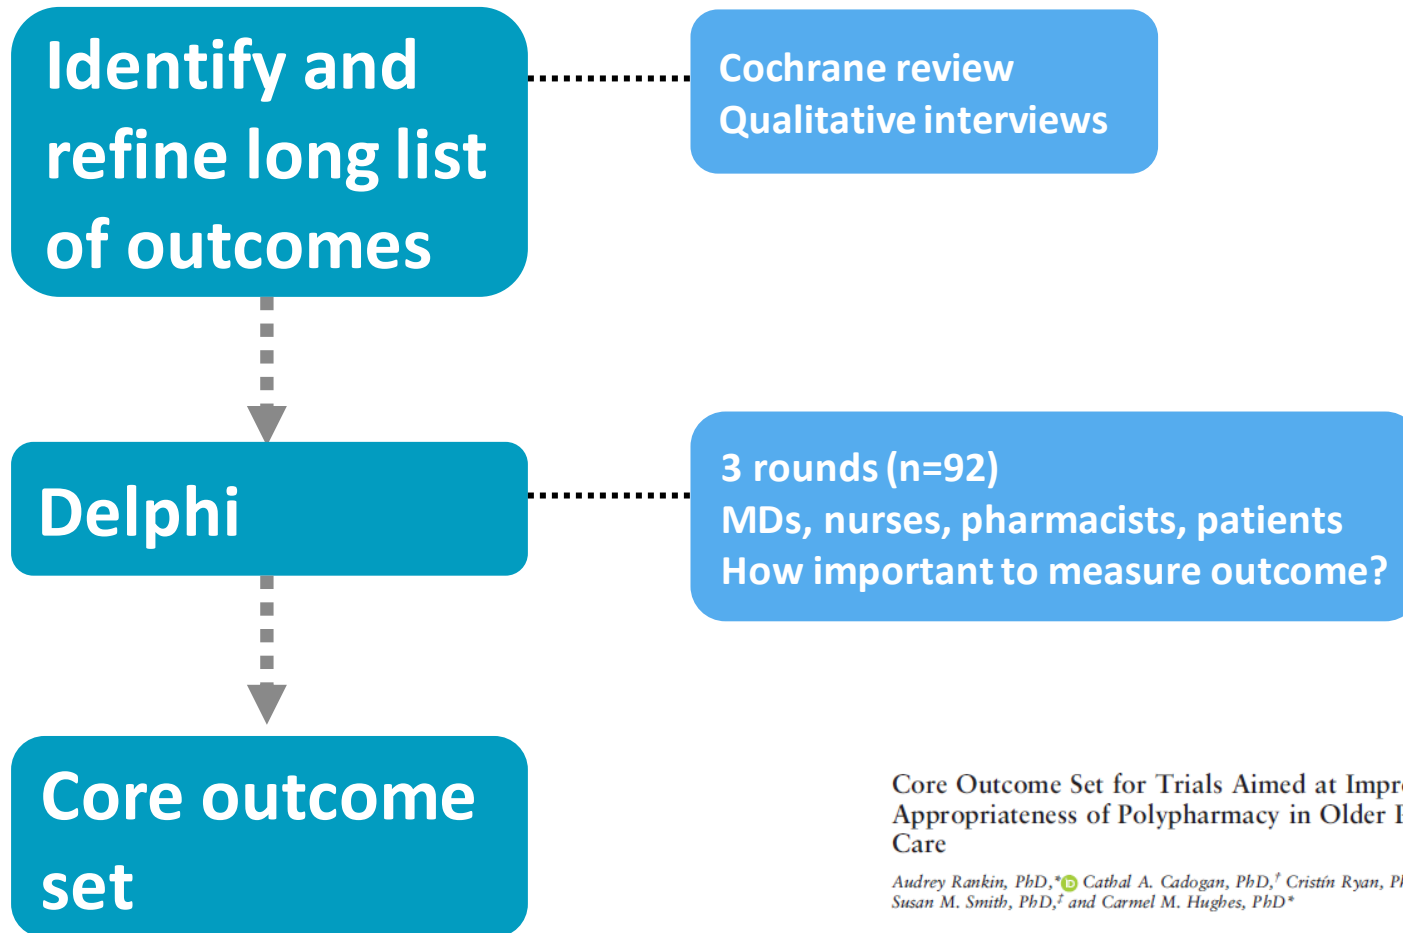 Identify and
refine long list
of outcomes
Cochrane review
Qualitative interviews
Delphi
3 rounds (n=92)
MDs, nurses, pharmacists, patients
How important to measure outcome?
Core outcome
set
Core Outcome Set for Trials Aimed at
Appropriateness of Polypharmacy in Older
Care
Audrey Rankin, PhD,* Cathal A. Cadogan, PhD,† Cristín Ryan,
Susan M. Smith, PhD,‡ and Carmel M. Hughes, PhD*